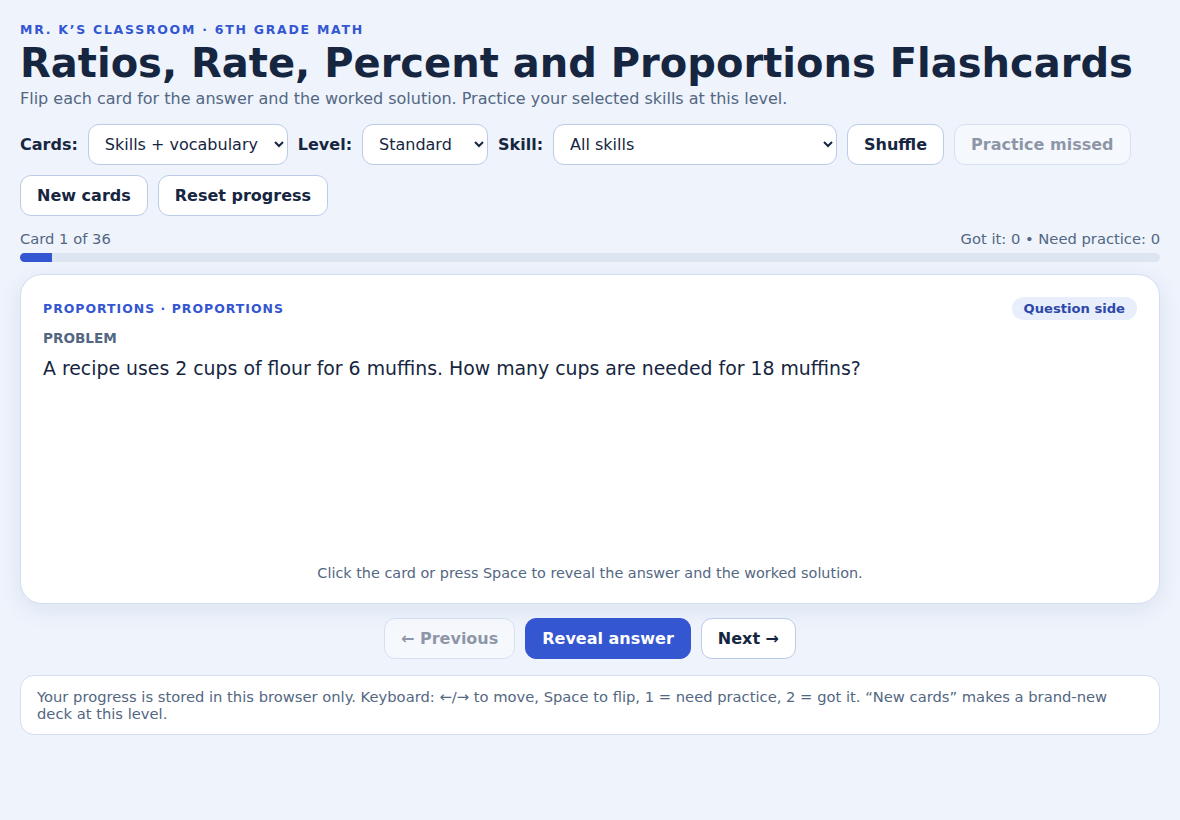 MR. K’S CLASSROOM · 6TH GRADE MATH
Ratios, Rate, Percent and Proportions Flashcards
Flip each card for the answer and the worked solution. Practice your selected skills at this level.
Cards: Skills + vocabulary Level: Standard Skill: All skills Shuffle Practice missed
New cards Reset progress
Card 1 of 36 Got it: 0 • Need practice: 0
PROPORTIONS · PROPORTIONS Question side
PROBLEM
A recipe uses 2 cups of flour for 6 muffins. How many cups are needed for 18 muffins?
Click the card or press Space to reveal the answer and the worked solution.
← Previous Reveal answer Next →
Your progress is stored in this browser only. Keyboard: ←/→ to move, Space to flip, 1 = need practice, 2 = got it. “New cards” makes a brand-new
deck at this level.